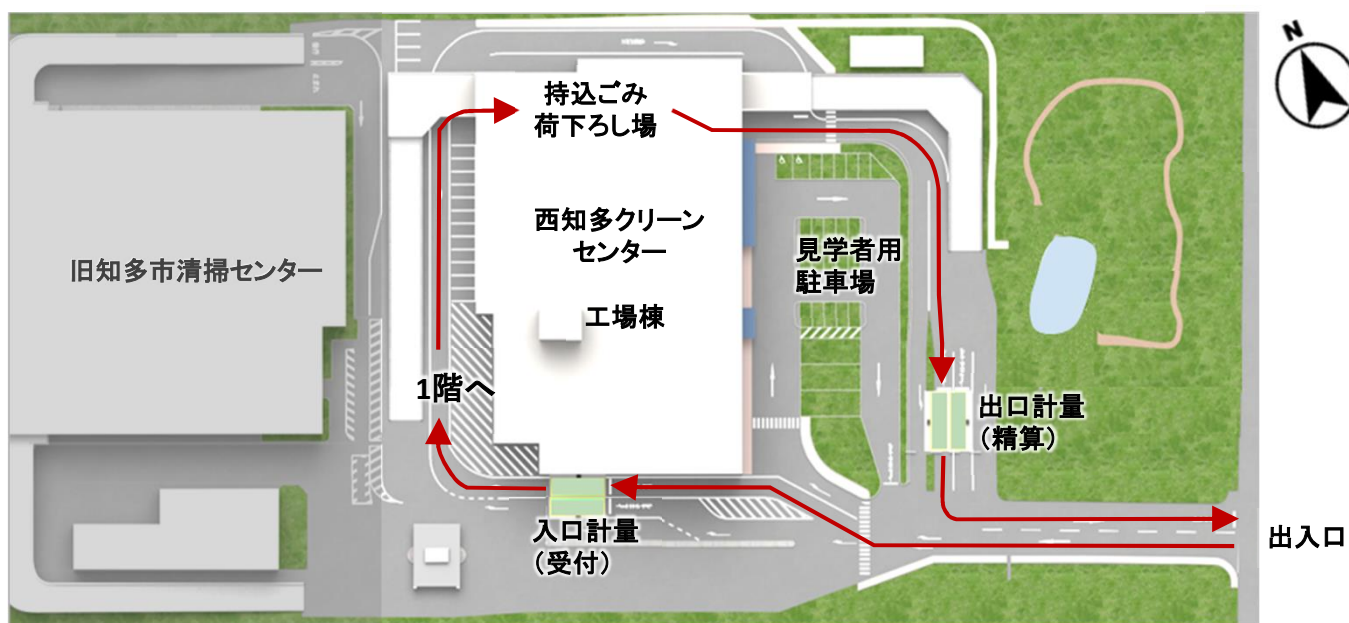 N
持込ごみ
荷下ろし場
西知多クリーン
センター
工場棟
見学者用
駐車場
旧知多市清掃センター
1階へ
入口計量
（受付）
出口計量
（精算）
出入口